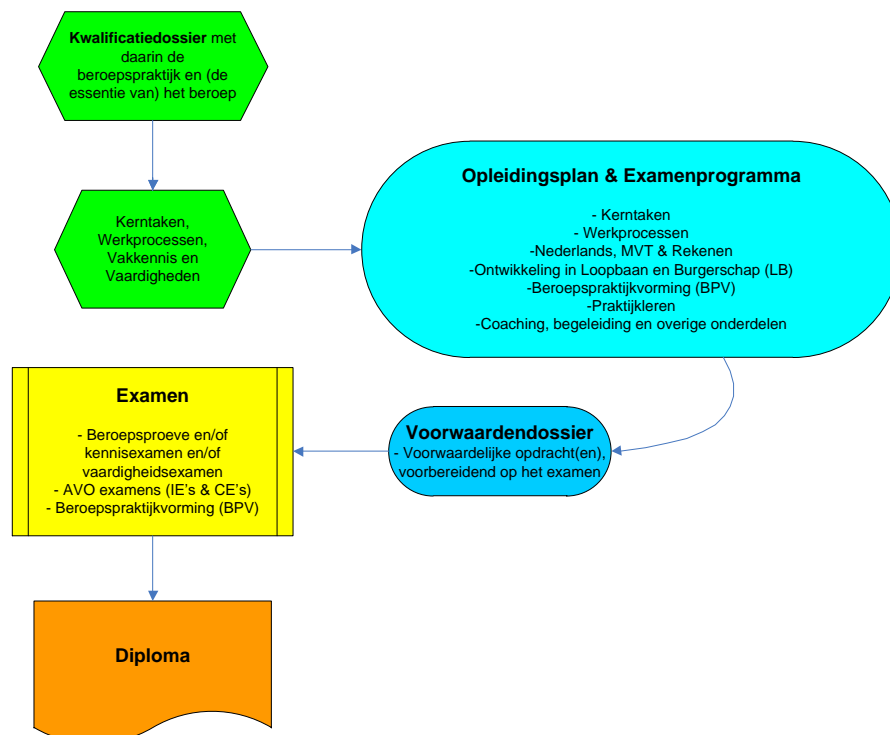 Kwalificatiedossier met
daarin de
beroepspraktijk en (de
essentie van) het beroep
Kerntaken,
Werkprocessen,
Vakkennis en
Vaardigheden
Opleidingsplan & Examenprogramma
- Kerntaken
- Werkprocessen
-Nederlands, MVT & Rekenen
-Ontwikkeling in Loopbaan en Burgerschap (LB)
-Beroepspraktijkvorming (BPV)
- Praktijkleren
-Coaching, begeleiding en overige onderdelen
Voorwaardendossier
- Voorwaardelijke opdracht(en),
voorbereidend op het examen
Examen
- Beroepsproeve en/of
kennisexamen en/of
vaardigheidsexamen
- AVO examens (IE's & CE's)
- Beroepspraktijkvorming (BPV)
Diploma